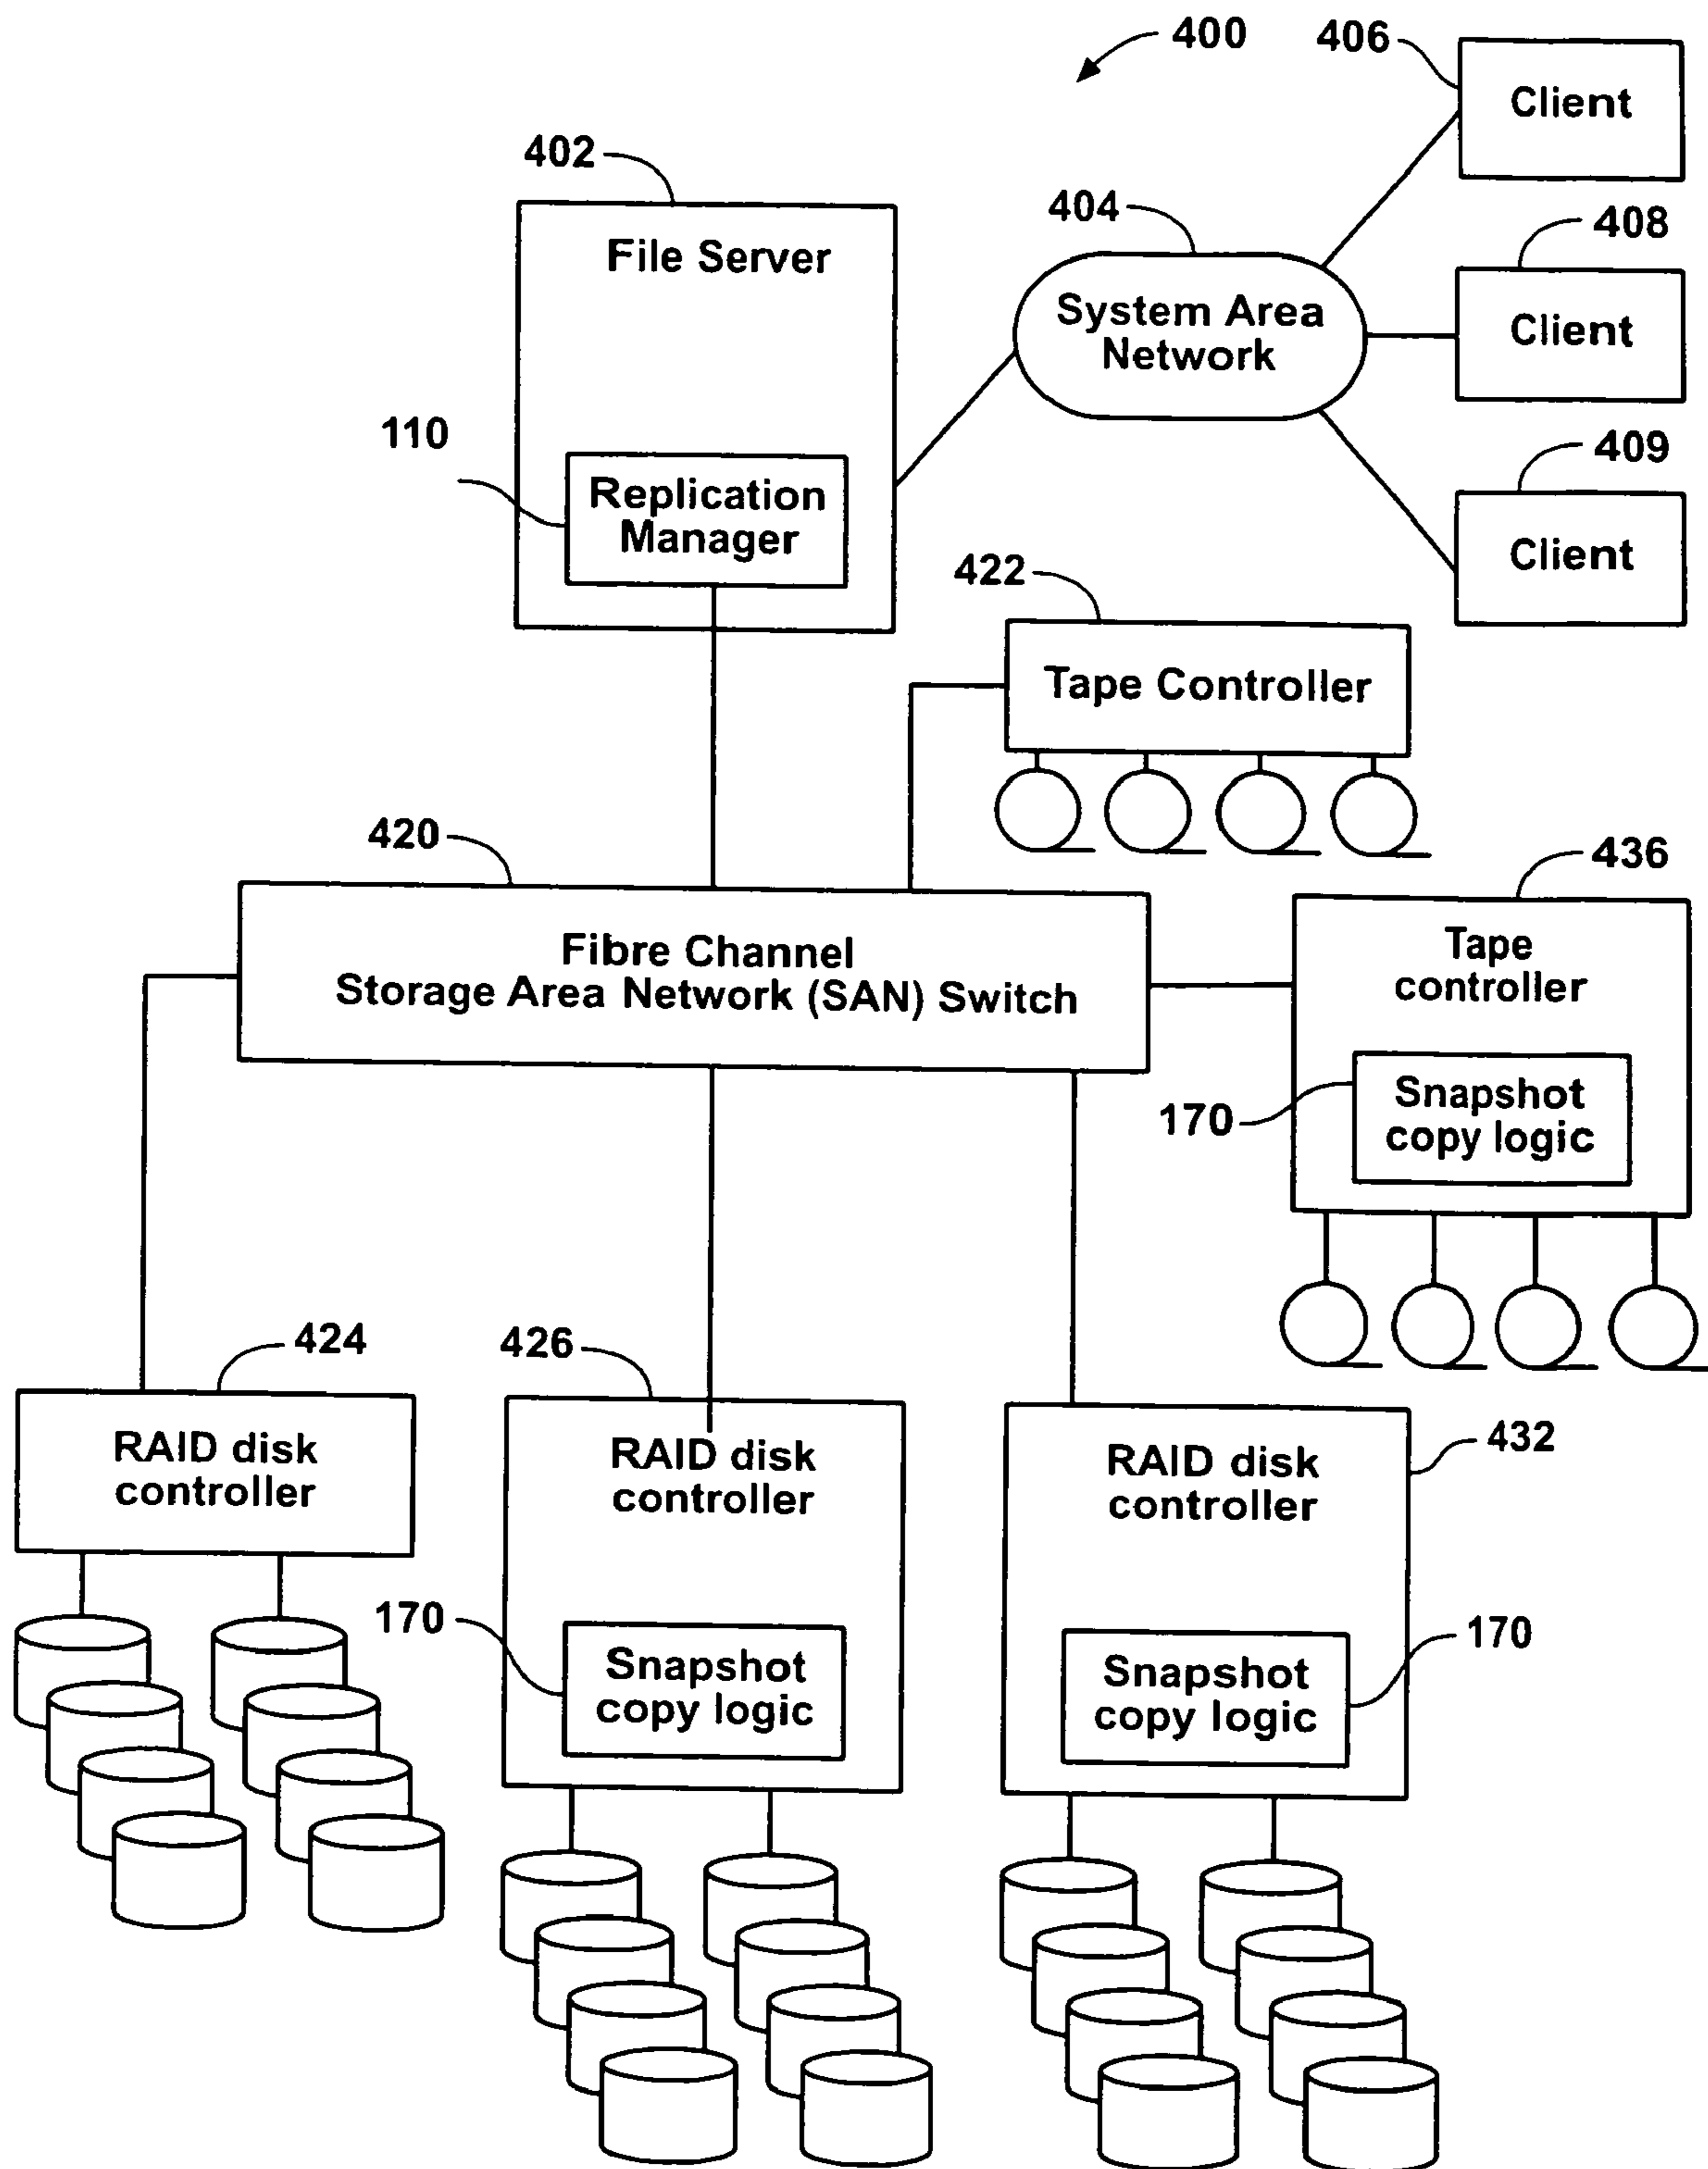 400
406
Client
402
404
408
File Server
System Area
Network
Client
110
409
Replication
Manager
Client
422
Tape Controller
420
436
Fibre Channel
Storage Area Network (SAN) Switch
Tape
controller
170
Snapshot
copy logic
424
426
432
RAID disk
controller
RAID disk
controller
RAID disk
controller
170
Snapshot
copy logic
Snapshot
copy logic
170